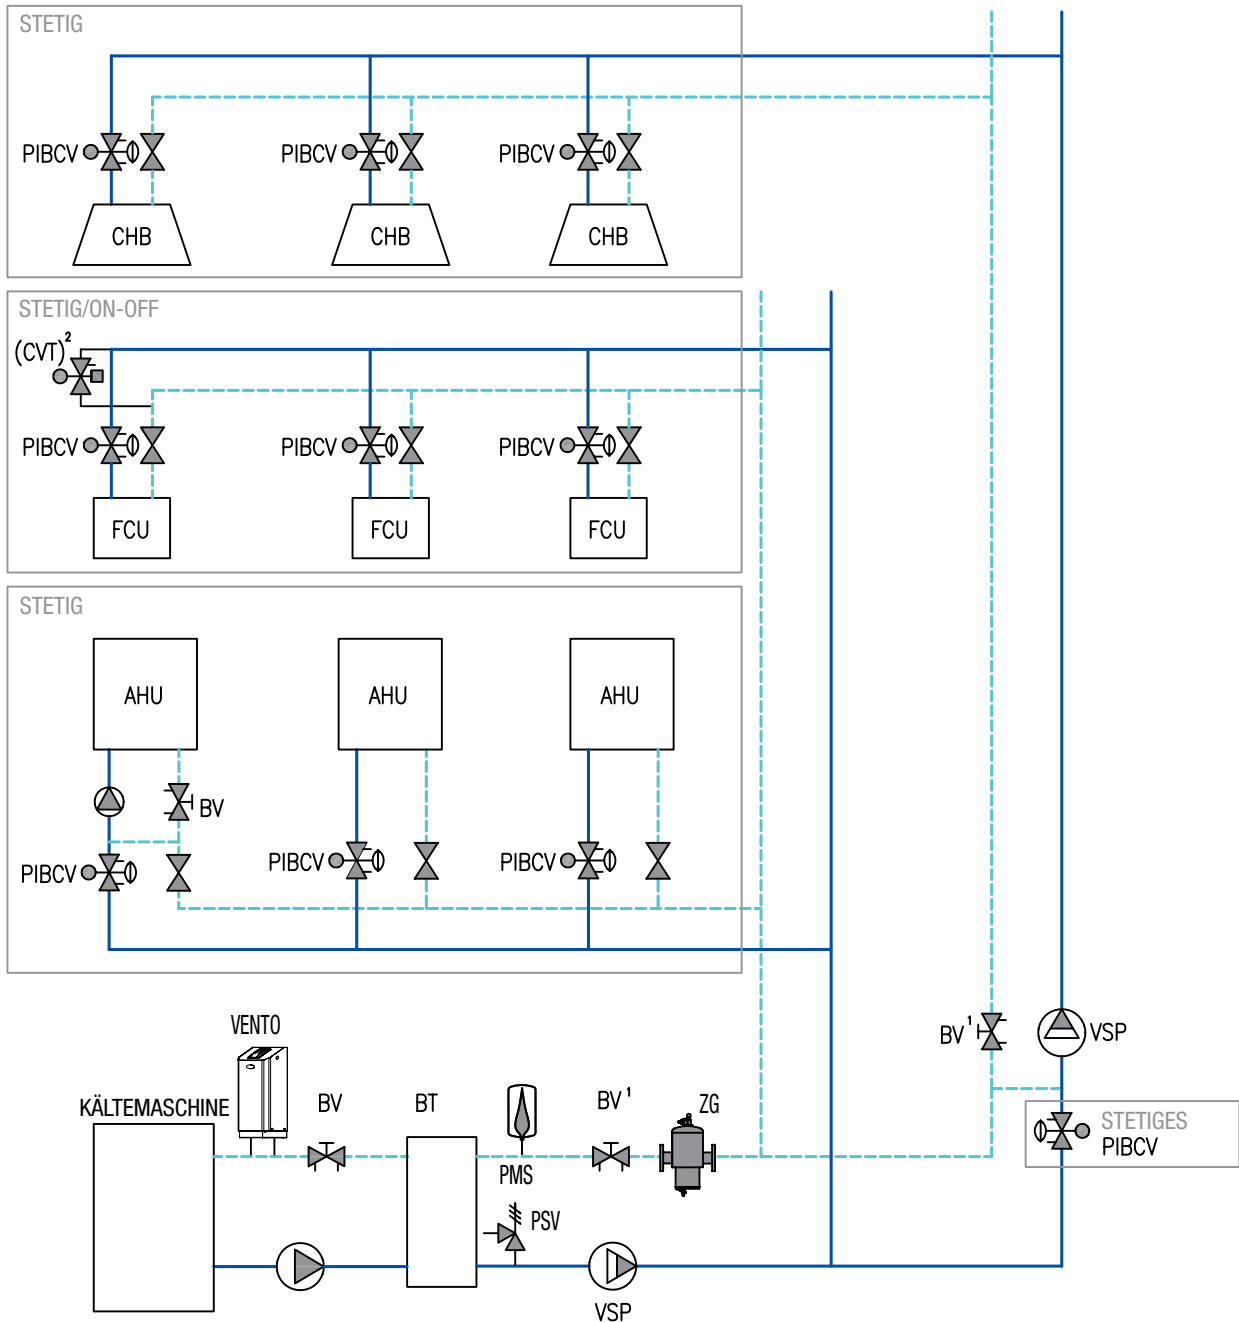 STETIG
PIBCV
PIBCV
PIBCV
CHB
CHB
CHB
STETIG/ON-OFF
(CVT)²
PIBCV
PIBCV
PIBCV
FCU
FCU
FCU
STETIG
AHU
AHU
AHU
BV
PIBCV
PIBCV
PIBCV
VENTO
BV¹
VSP
KÄLTEMASCHINE
BV
BT
BV¹
ZG
STETIGES
PIBCV
PMS
PSV
VSP